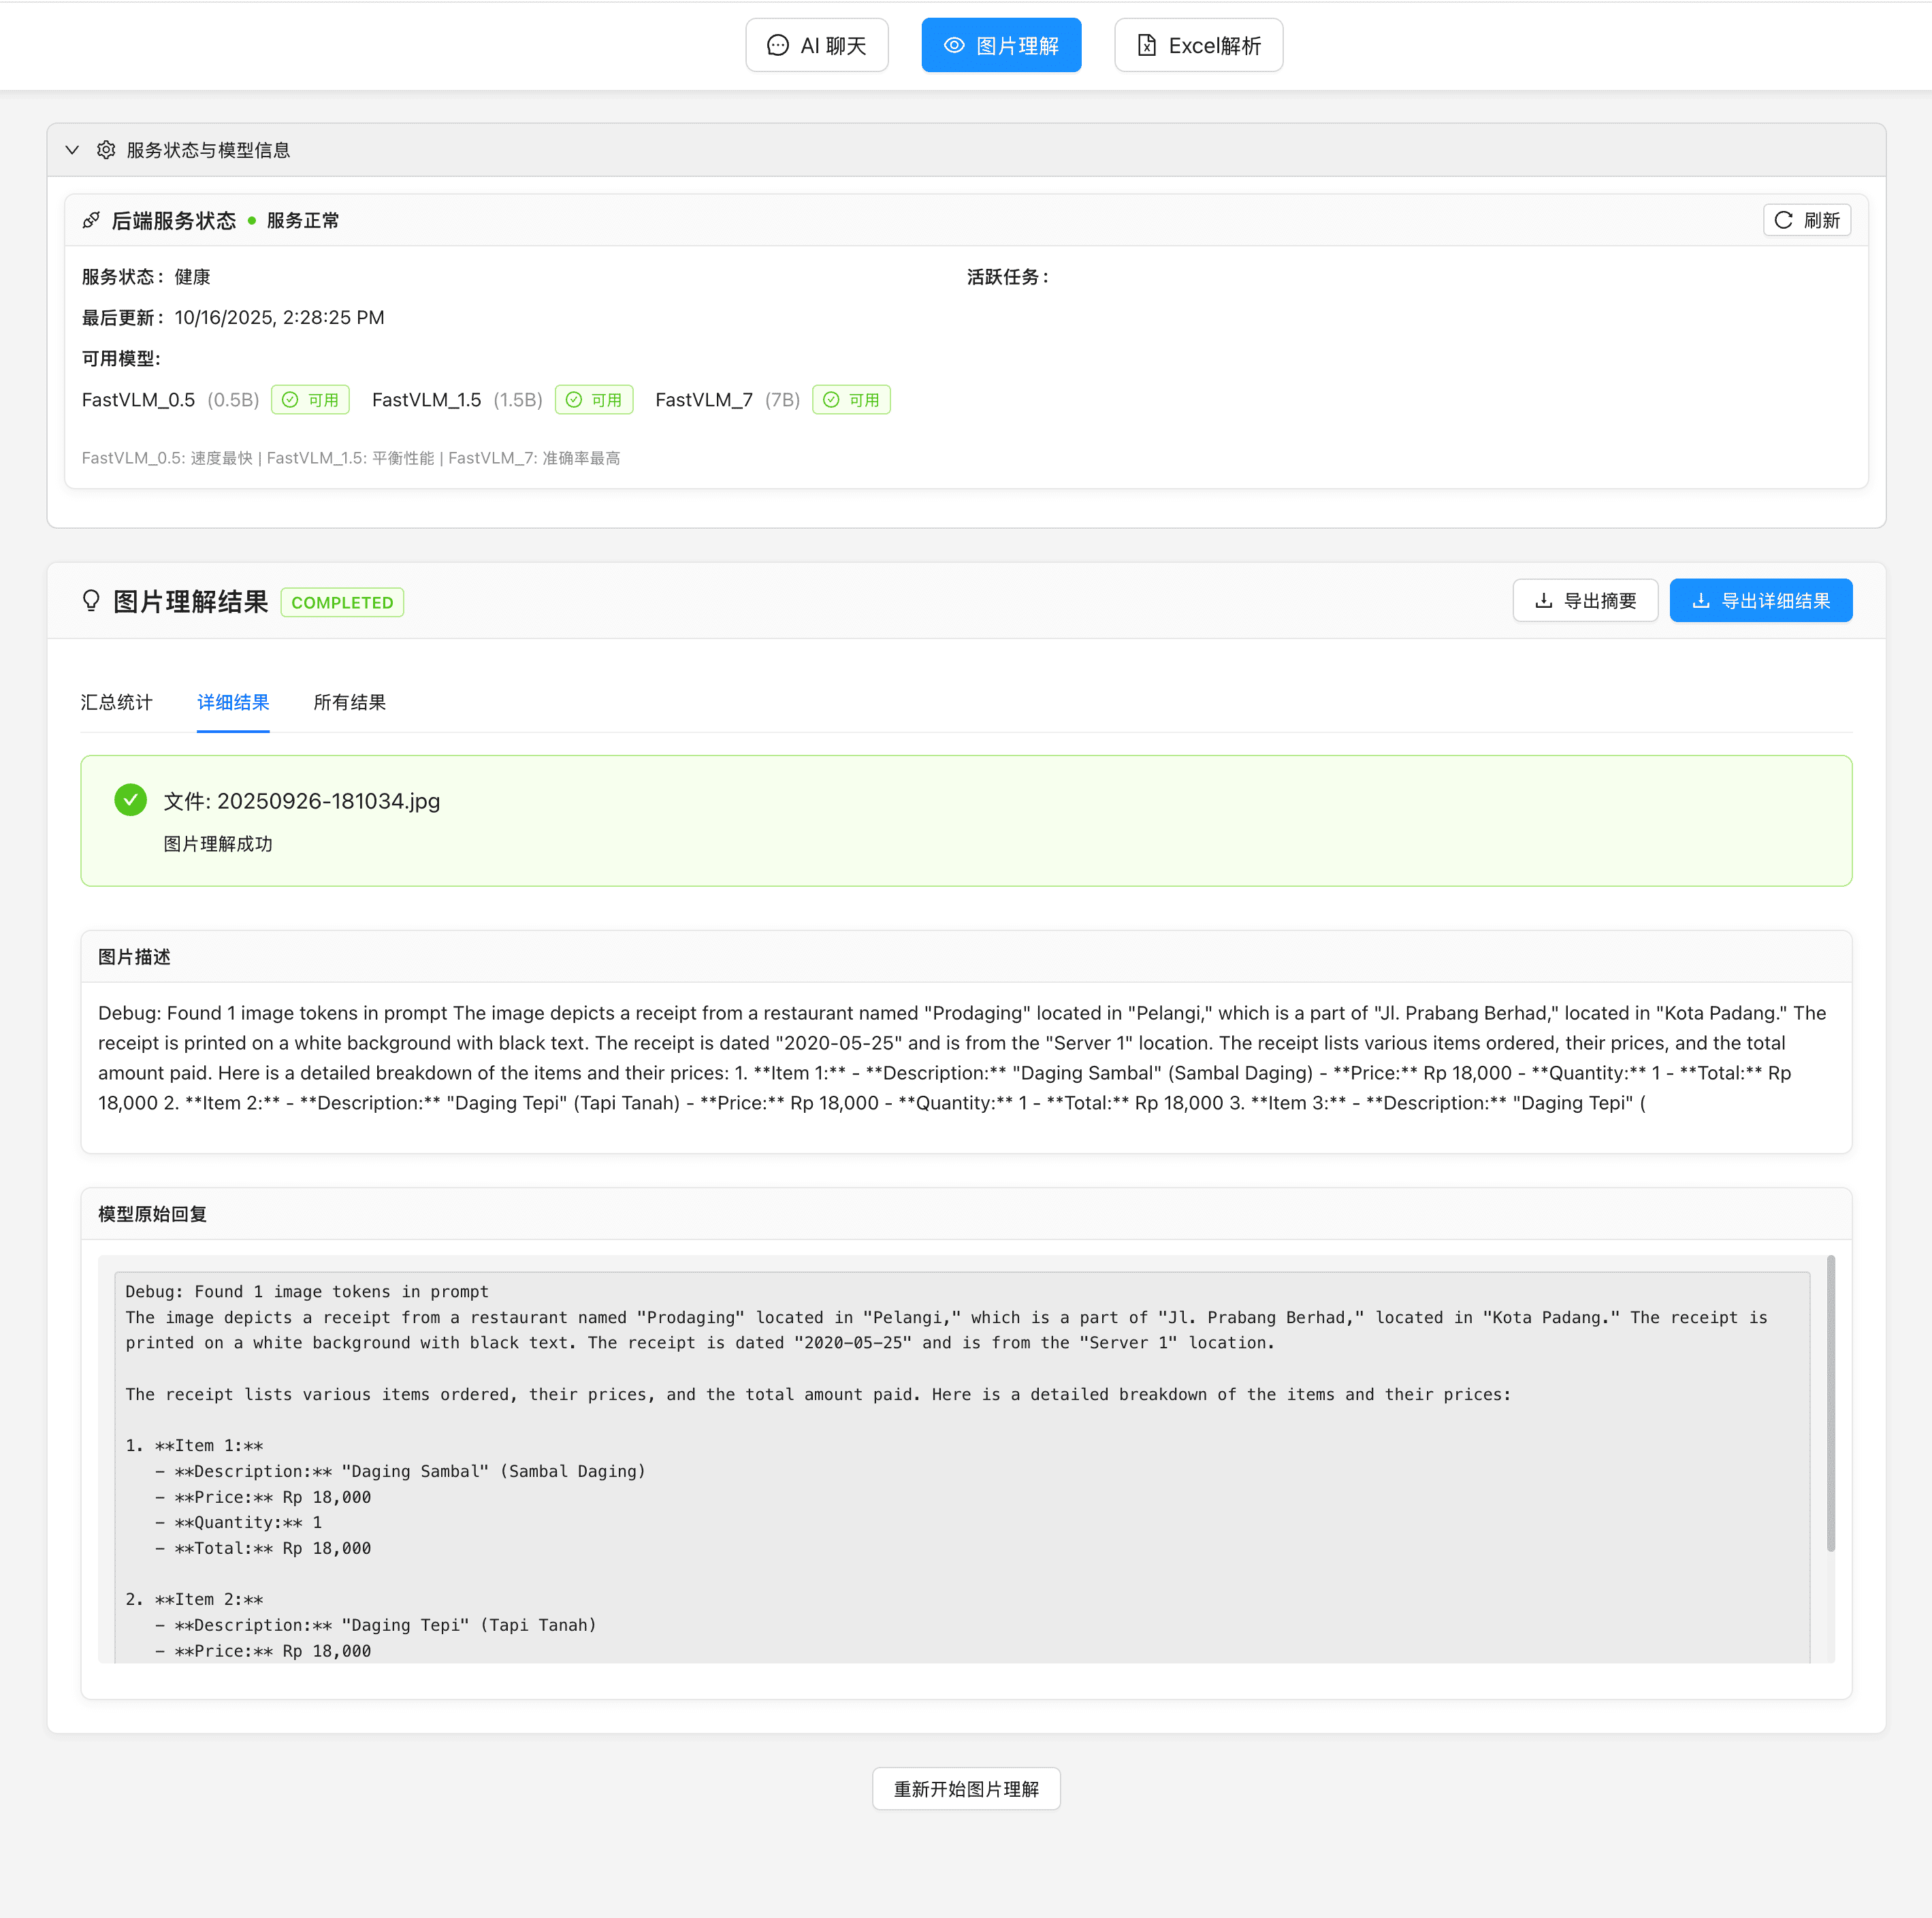 AI 聊天
图片理解
Excel解析
服务状态与模型信息
后端服务状态 服务正常
刷新
服务状态: 健康
活跃任务:
最后更新: 10/16/2025, 2:28:25 PM
可用模型:
FastVLM_0.5 (0.5B) 可用 FastVLM_1.5 (1.5B) 可用 FastVLM_7 (7B) 可用
FastVLM_0.5: 速度最快 | FastVLM_1.5: 平衡性能 | FastVLM_7: 准确率最高
图片理解结果 COMPLETED
导出摘要
导出详细结果
汇总统计 详细结果 所有结果
文件: 20250926-181034.jpg
图片理解成功
图片描述
Debug: Found 1 image tokens in prompt The image depicts a receipt from a restaurant named "Prodaging" located in "Pelangi," which is a part of "Jl. Prabang Berhad," located in "Kota Padang." The
receipt is printed on a white background with black text. The receipt is dated "2020-05-25" and is from the "Server 1" location. The receipt lists various items ordered, their prices, and the total
amount paid. Here is a detailed breakdown of the items and their prices: 1. **Item 1:** - **Description:** "Daging Sambal" (Sambal Daging) - **Price:** Rp 18,000 - **Quantity:** 1 - **Total:** Rp
18,000 2. **Item 2:** - **Description:** "Daging Tepi" (Tapi Tanah) - **Price:** Rp 18,000 - **Quantity:** 1 - **Total:** Rp 18,000 3. **Item 3:** - **Description:** "Daging Tepi" (
模型原始回复
Debug: Found 1 image tokens in prompt
The image depicts a receipt from a restaurant named "Prodaging" located in "Pelangi," which is a part of "Jl. Prabang Berhad," located in "Kota Padang." The receipt is
printed on a white background with black text. The receipt is dated "2020-05-25" and is from the "Server 1" location.
The receipt lists various items ordered, their prices, and the total amount paid. Here is a detailed breakdown of the items and their prices:
1. **Item 1:**
- **Description:** "Daging Sambal" (Sambal Daging)
- **Price:** Rp 18,000
- **Quantity:** 1
- **Total:** Rp 18,000
2. **Item 2:**
- **Description:** "Daging Tepi" (Tapi Tanah)
- **Price:** Rp 18,000
重新开始图片理解